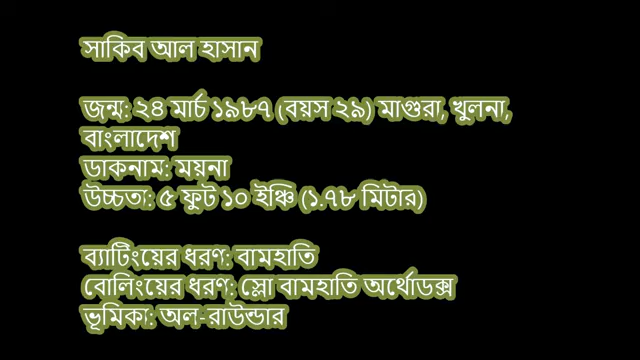 সাকিব আল হাসান
জন্ম: ২৪ মার্চ ১৯৮৭ (বয়স ২৯) মাগুরা, খুলনা,
বাংলাদেশ
ডাকনাম: ময়না
উচ্চতা: ৫ ফুট ১০ ইঞ্চি (১.৭৮ মিটার)
ব্যাটিংয়ের ধরণ: বামহাতি
বোলিংয়ের ধরণ: স্লো বামহাতি অর্থোডক্স
ভূমিকা: অল-রাউন্ডার